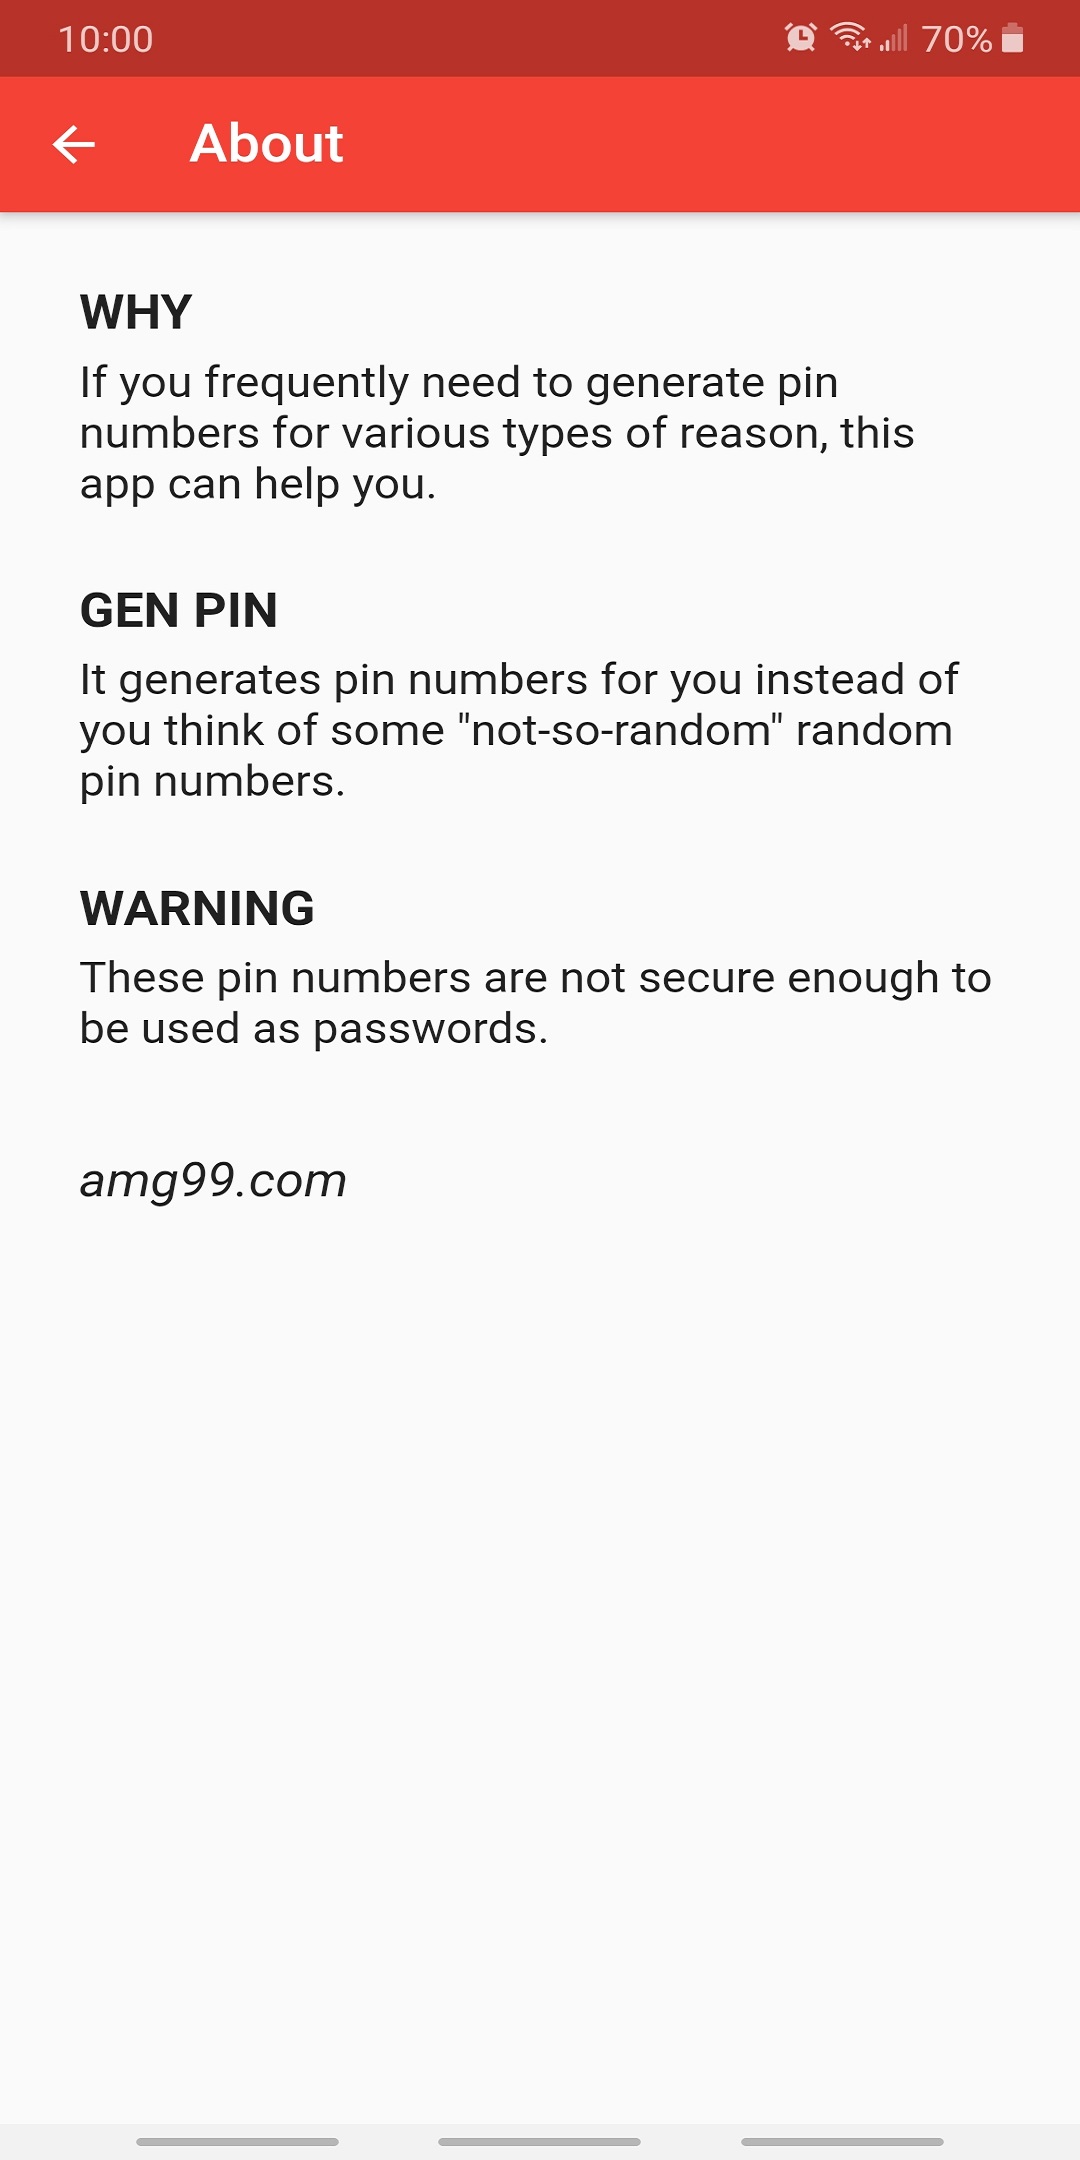 10:00 70%
About
WHY
If you frequently need to generate pin
numbers for various types of reason, this
app can help you.
GEN PIN
It generates pin numbers for you instead of
you think of some "not-so-random" random
pin numbers.
WARNING
These pin numbers are not secure enough to
be used as passwords.
amg99.com